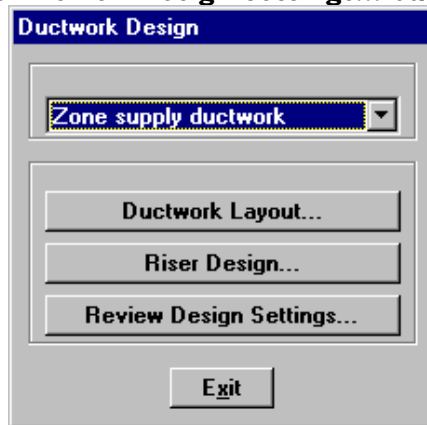 Ductwork Design
Zone supply ductwork
Ductwork Layout...
Riser Design...
Review Design Settings...
Exit